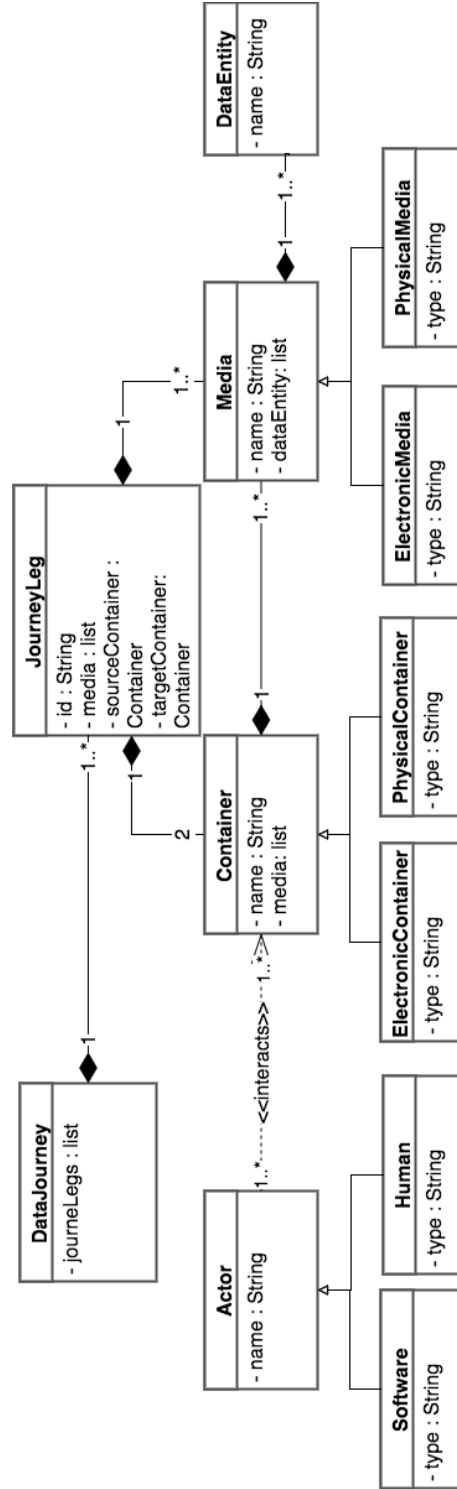 DataJourney
- journeLegs : list
JourneyLeg
- id : String
- media : list
- sourceContainer :
Container
- targetContainer:
Container
1
1..*
1
2
1
1..*
Actor
- name : String
1..*
<<interacts>>
1..*
Container
- name : String
- media: list
1
1..*
Media
- name : String
- dataEntity: list
1
1..*
DataEntity
- name : String
Software
- type : String
Human
- type : String
ElectronicContainer
- type : String
PhysicalContainer
- type : String
ElectronicMedia
- type : String
PhysicalMedia
- type : String